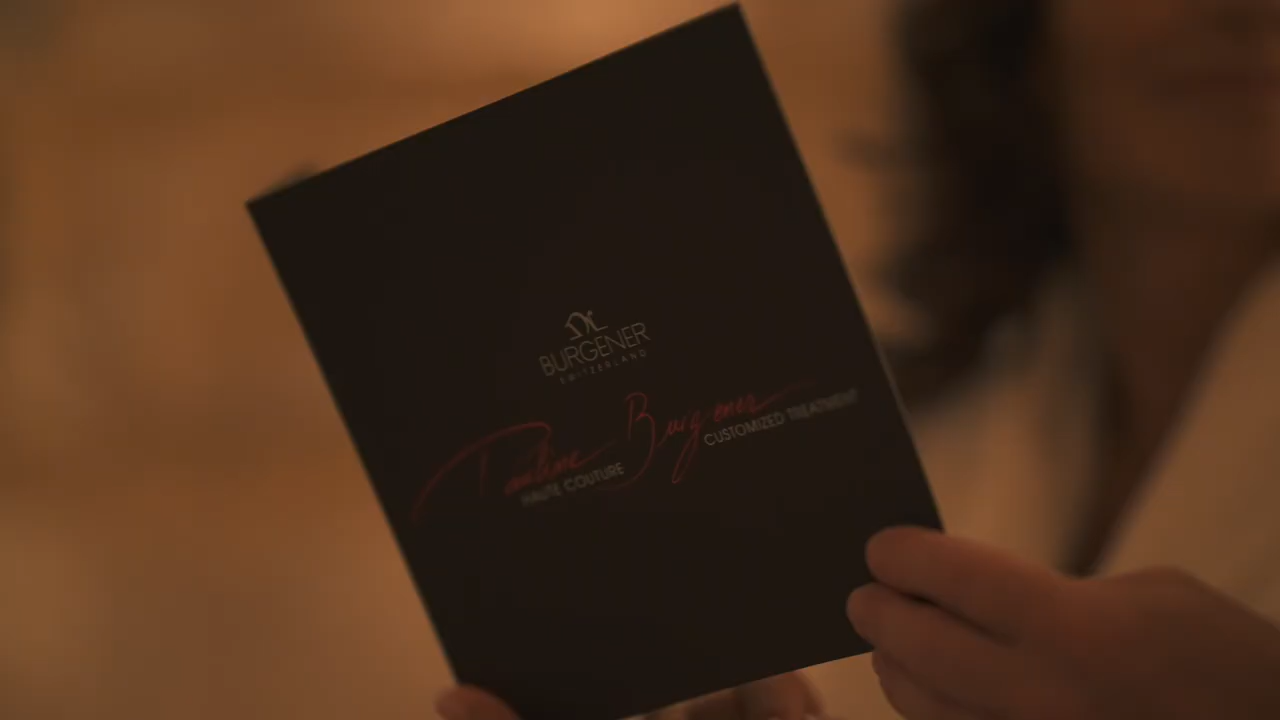 BURGENER
SWITZERLAND
Pauline Burgener
HAUTE COUTURE CUSTOMIZED TREATMENT